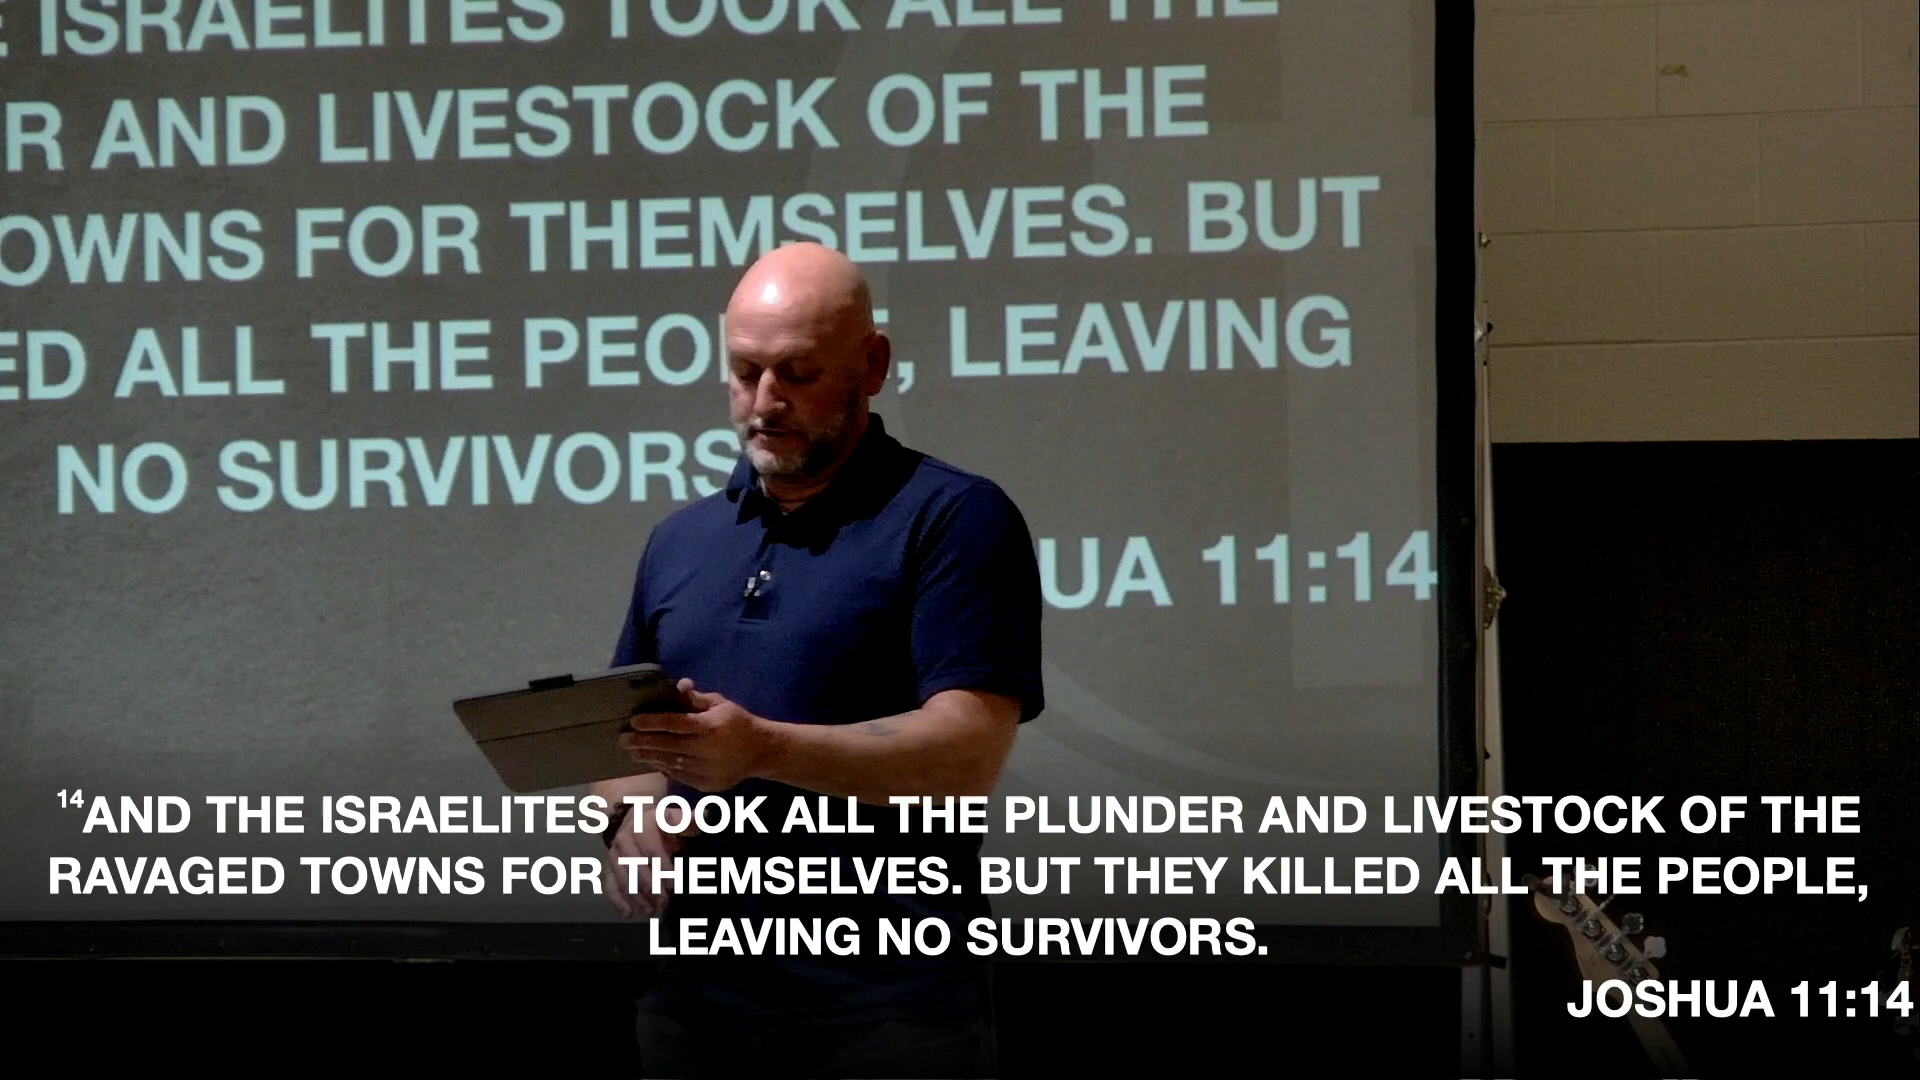 E ISRAELITES TOOK ALL THE
R AND LIVESTOCK OF THE
OWNS FOR THEMSELVES. BUT
ED ALL THE PEO , LEAVING
NO SURVIVORS
UA 11:14
14AND THE ISRAELITES TOOK ALL THE PLUNDER AND LIVESTOCK OF THE
RAVAGED TOWNS FOR THEMSELVES. BUT THEY KILLED ALL THE PEOPLE,
LEAVING NO SURVIVORS.
JOSHUA 11:14